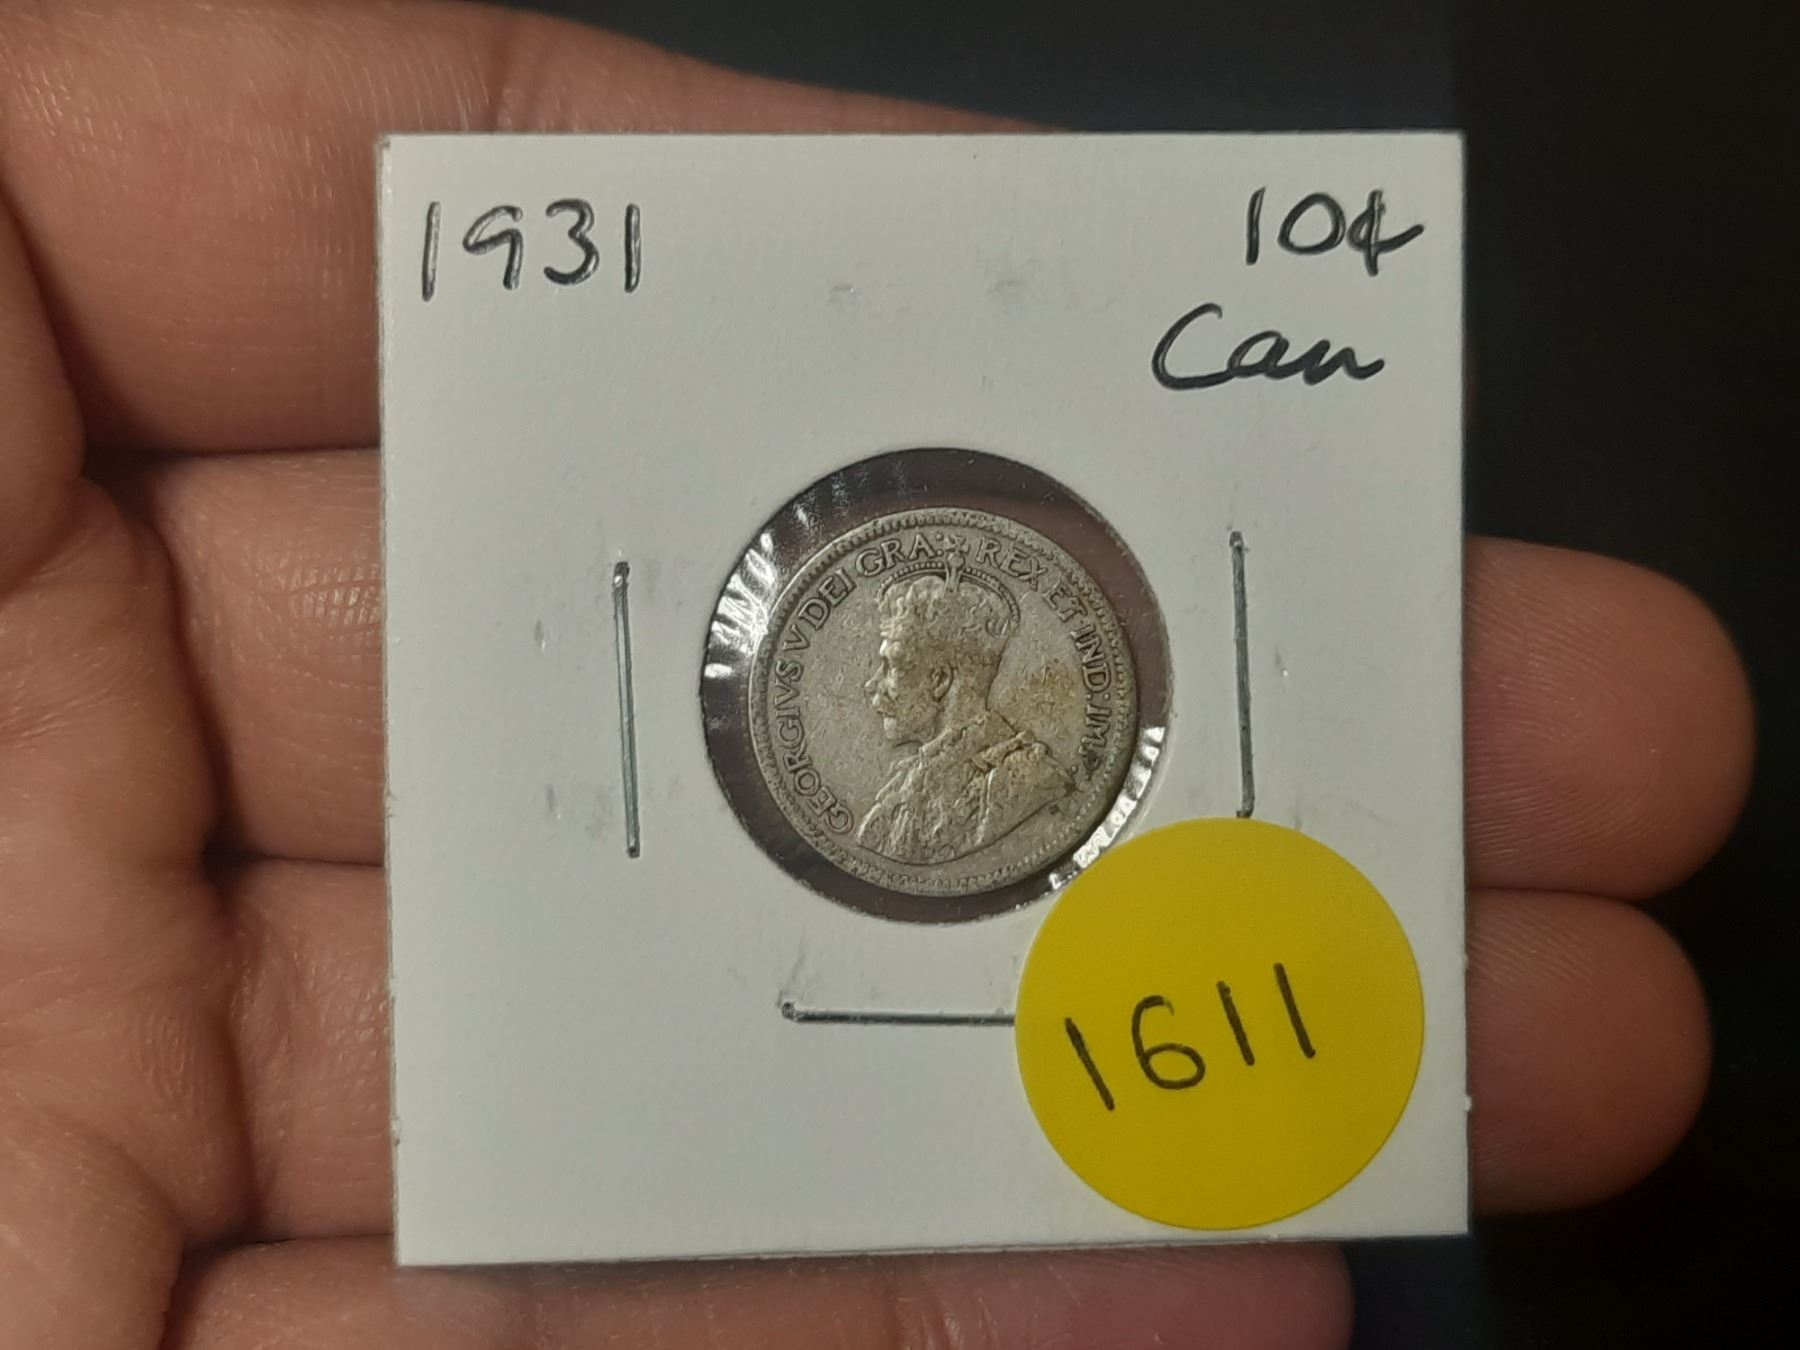 1931
10¢
Can
GEORGIVS V DEI GRA: REX ET IND: IMP:
1611